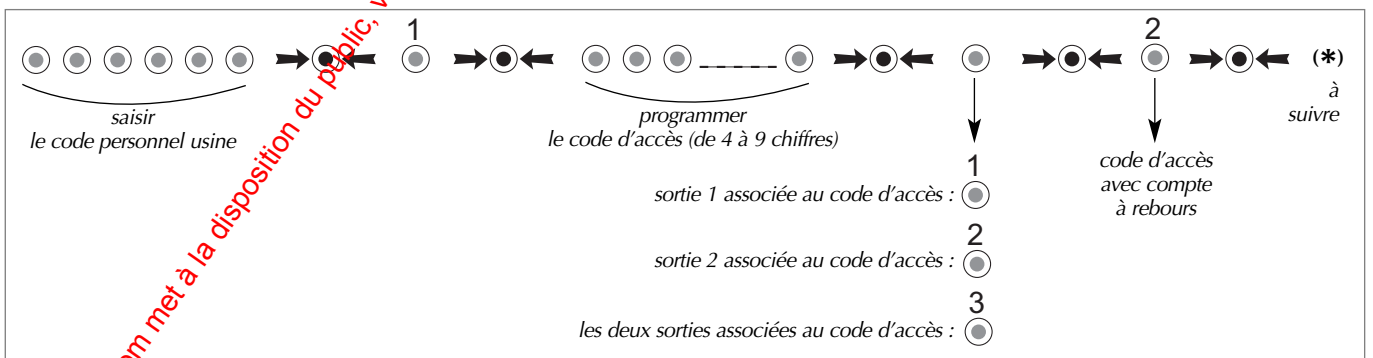 1
2
(*)
à
suivre
saisir
le code personnel usine
programmer
le code d'accès (de 4 à 9 chiffres)
code d'accès
avec compte
à rebours
1
sortie 1 associée au code d'accès :
2
sortie 2 associée au code d'accès :
3
les deux sorties associées au code d'accès :
om met à la disposition du public,